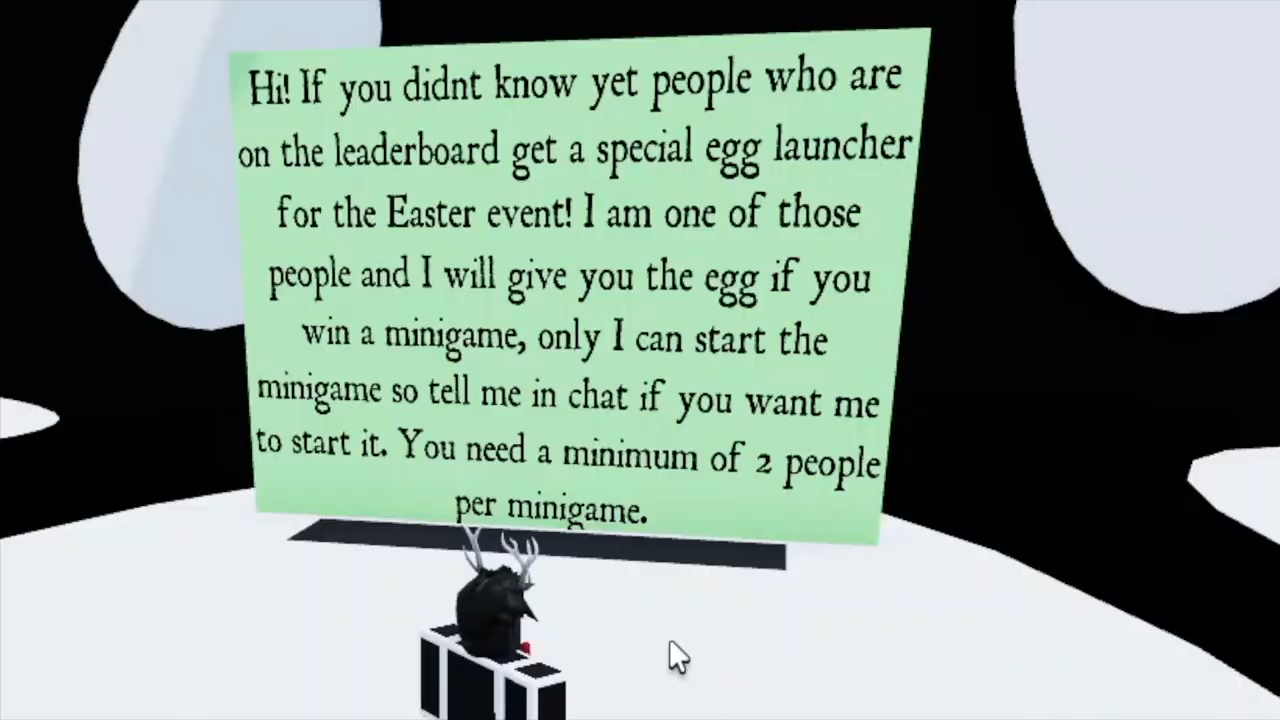 Hi! If you didnt know yet people who are
on the leaderboard get a special egg launcher
for the Easter event! I am one of those
people and I will give you the egg if you
win a minigame, only I can start the
minigame so tell me in chat if you want me
to start it. You need a minimum of 2 people
per minigame.